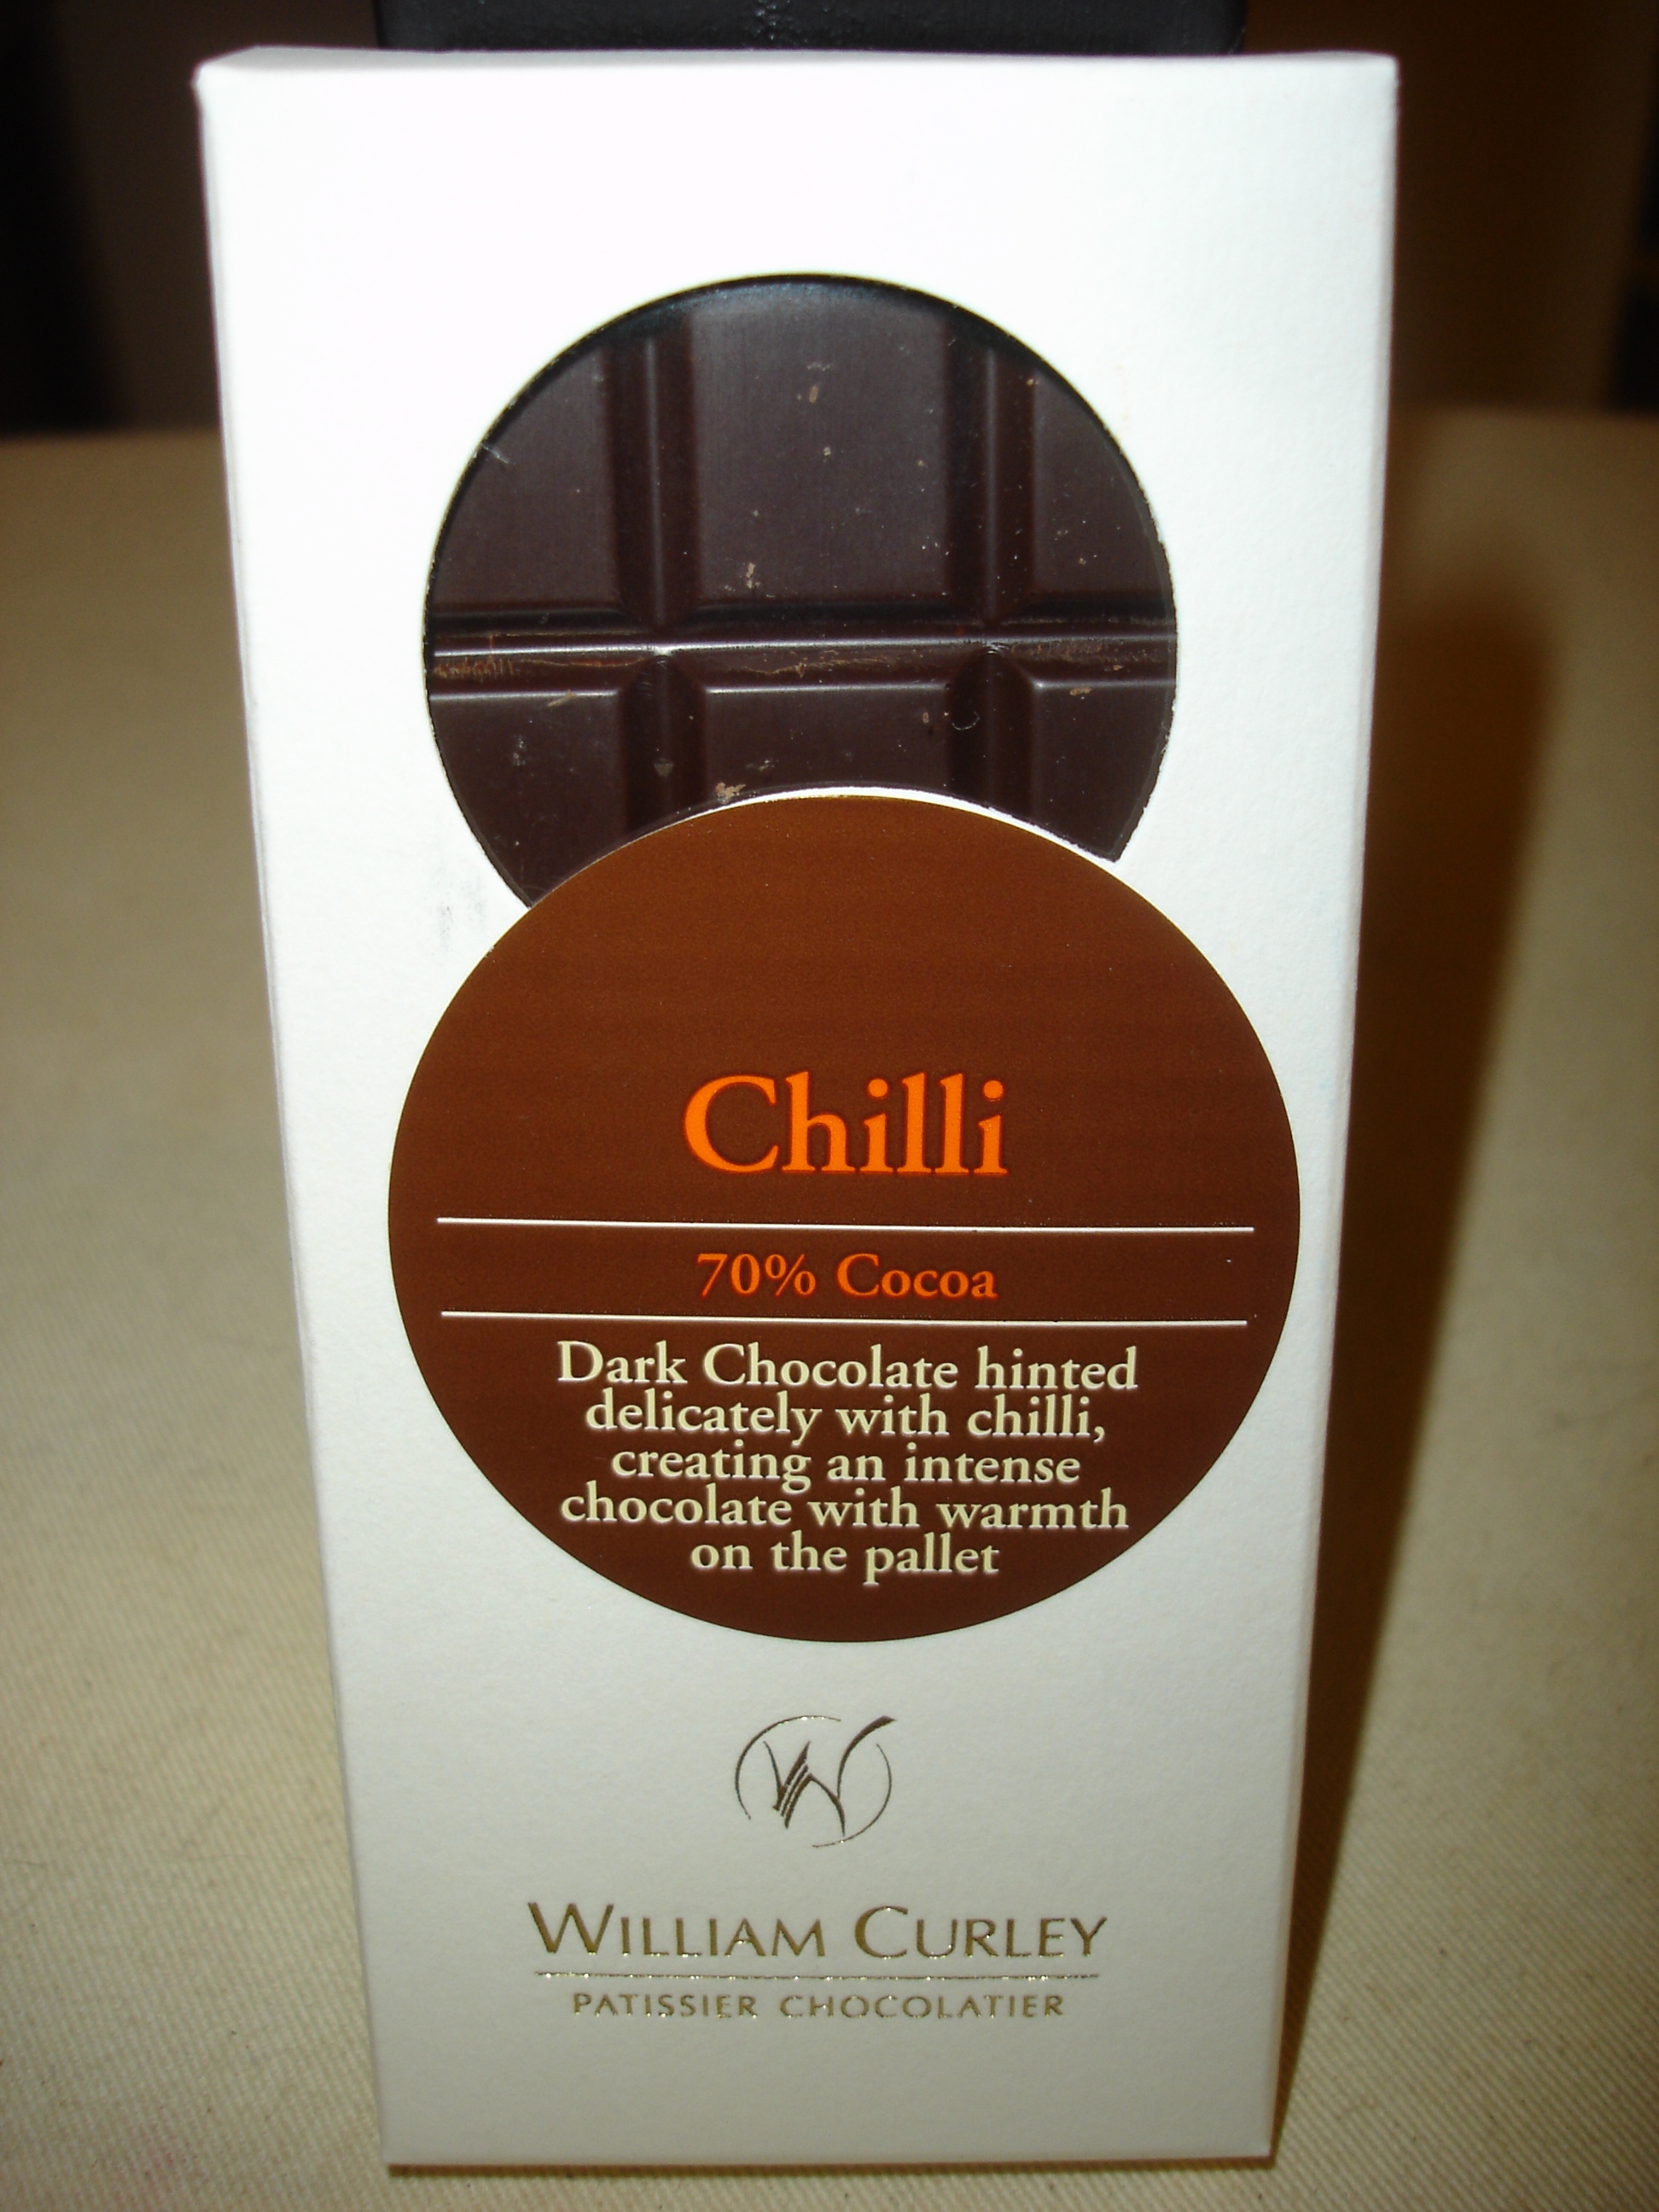 Chilli
70% Cocoa
Dark Chocolate hinted
delicately with chilli,
creating an intense
chocolate with warmth
on the pallet
W
WILLIAM CURLEY
PATISSIER CHOCOLATIER